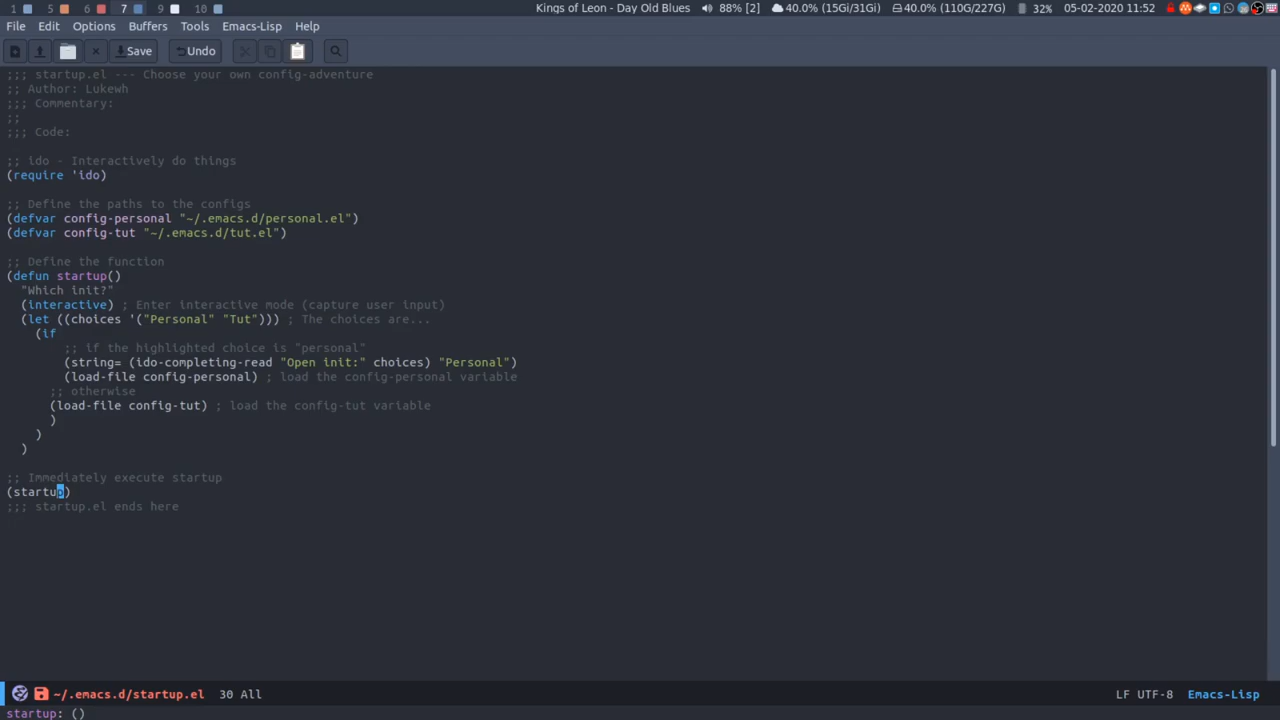 1 5 6 7 9 10 Kings of Leon - Day Old Blues 88% [2] 40.0% (15Gi/31Gi) 40.0% (110G/227G) 32% 05-02-2020 11:52
File Edit Options Buffers Tools Emacs-Lisp Help
Save Undo
;;; startup.el --- Choose your own config-adventure
;; Author: Lukewh
;;; Commentary:
;;
;;; Code:
;; ido - Interactively do things
(require 'ido)
;; Define the paths to the configs
(defvar config-personal "~/.emacs.d/personal.el")
(defvar config-tut "~/.emacs.d/tut.el")
;; Define the function
(defun startup()
"Which init?"
(interactive) ; Enter interactive mode (capture user input)
(let ((choices '("Personal" "Tut"))) ; The choices are...
(if
;; if the highlighted choice is "personal"
(string= (ido-completing-read "Open init:" choices) "Personal")
(load-file config-personal) ; load the config-personal variable
;; otherwise
(load-file config-tut) ; load the config-tut variable
)
)
)
;; Immediately execute startup
(startup)
;;; startup.el ends here
~/.emacs.d/startup.el 30 All LF UTF-8 Emacs-Lisp
startup: ()